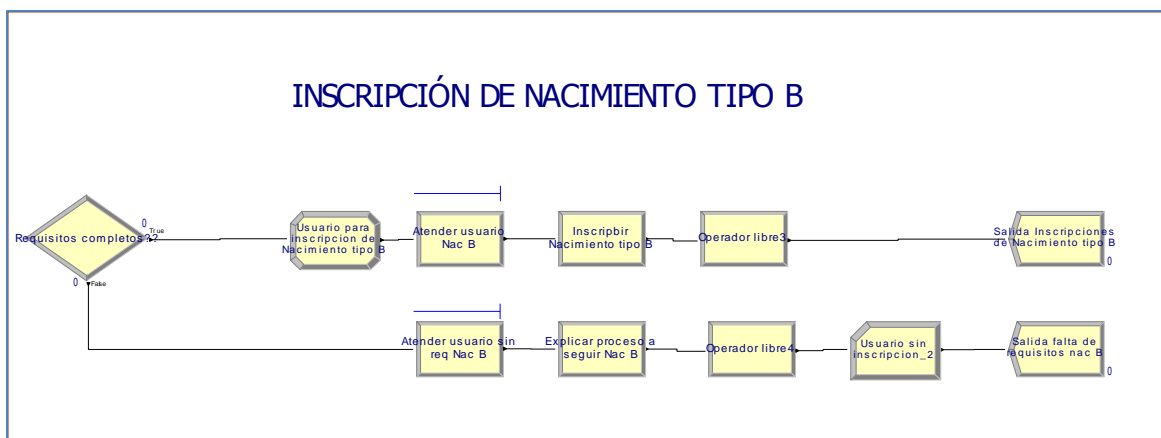 INSCRIPCIÓN DE NACIMIENTO TIPO B
0
True
Requisitos completos??
0
False
Usuario para
inscripcion de
Nacimiento tipo B
Atender usuario
Nac B
Inscripbir
Nacimiento tipo B
Operador libre3
Salida Inscripciones
de Nacimiento tipo B
0
Atender usuario sin
req Nac B
Explicar proceso a
seguir Nac B
Operador libre4
Usuario sin
inscripcion_2
Salida falta de
requisitos nac B
0